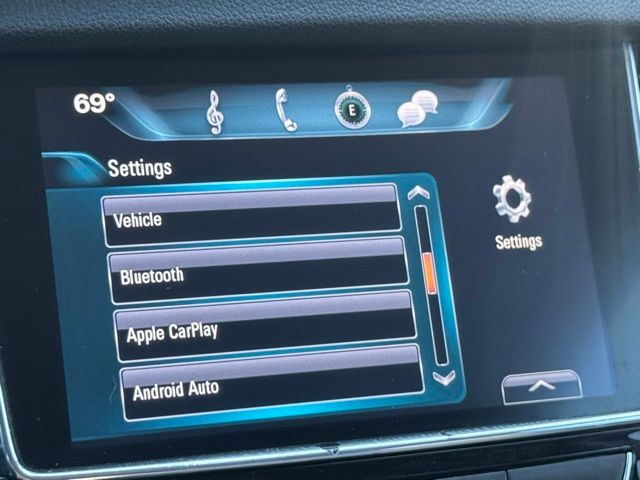 69°
E
Settings
Vehicle
Bluetooth
Apple CarPlay
Android Auto
Settings